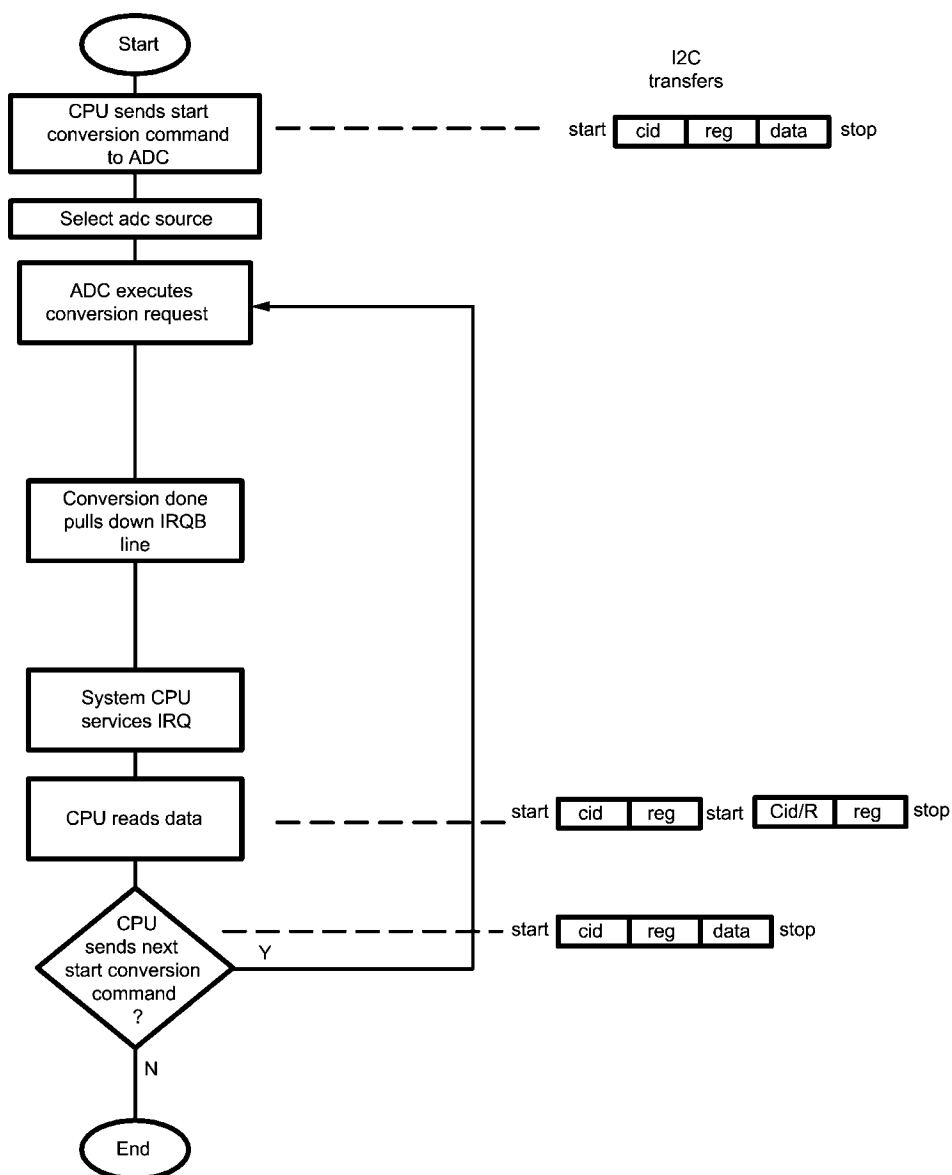 Start
I2C
transfers
CPU sends start
conversion command
to ADC
start cid reg data stop
Select adc source
ADC executes
conversion request
Conversion done
pulls down IRQB
line
System CPU
services IRQ
CPU reads data
start cid reg start Cid/R reg stop
CPU
sends next
start conversion
command
?
start cid reg data stop
Y
N
End